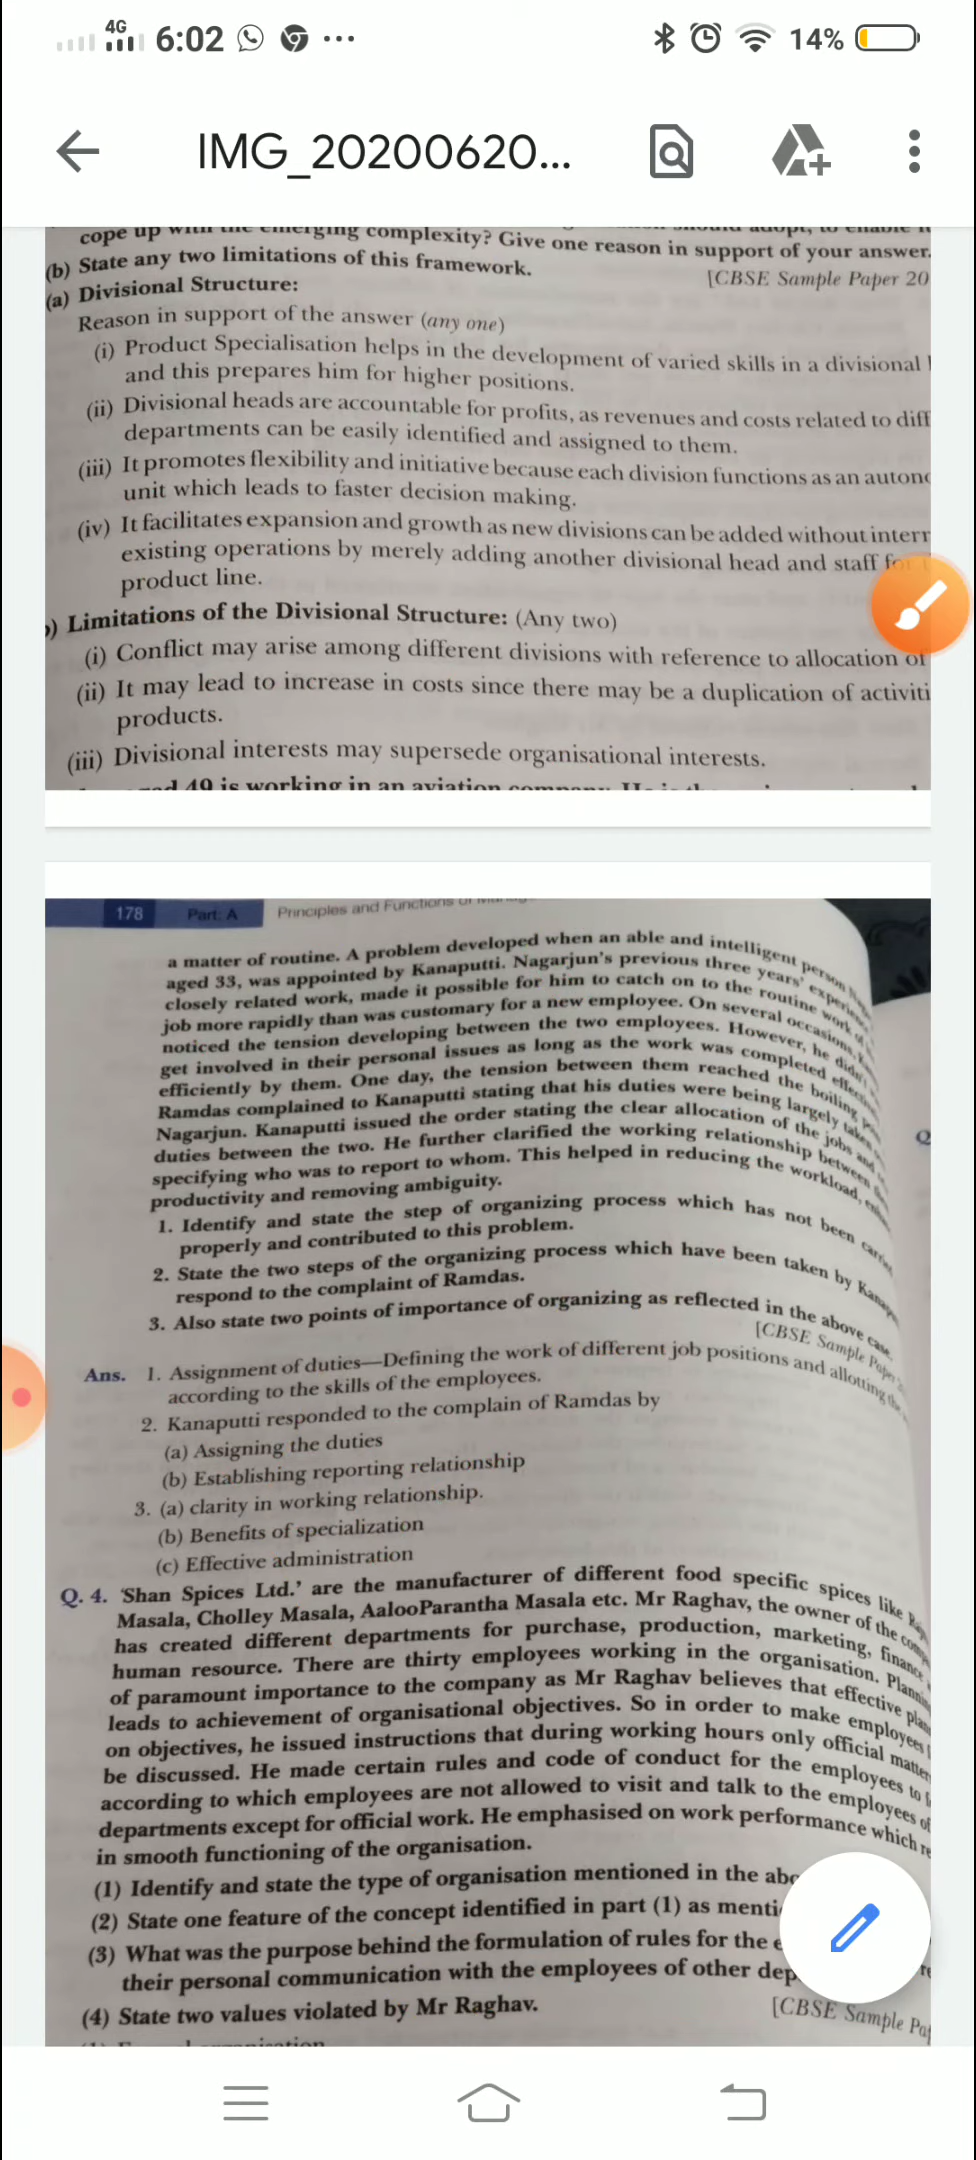 4G 6:02 ... 14%
IMG_20200620...
cope up with the emerging complexity? Give one reason in support of your answer.
(b) State any two limitations of this framework.
[CBSE Sample Paper 20
(a) Divisional Structure:
Reason in support of the answer (any one)
(i) Product Specialisation helps in the development of varied skills in a divisional
and this prepares him for higher positions.
(ii) Divisional heads are accountable for profits, as revenues and costs related to diff
departments can be easily identified and assigned to them.
(iii) It promotes flexibility and initiative because each division functions as an autono
unit which leads to faster decision making.
(iv) It facilitates expansion and growth as new divisions can be added without interr
existing operations by merely adding another divisional head and staff for
product line.
) Limitations of the Divisional Structure: (Any two)
(i) Conflict may arise among different divisions with reference to allocation of
(ii) It may lead to increase in costs since there may be a duplication of activiti
products.
(iii) Divisional interests may supersede organisational interests.
49 is working in an aviation company.
178 Part: A Principles and Functions of
a matter of routine. A problem developed when an able and intelligent person
aged 33, was appointed by Kanaputti. Nagarjun's previous three years' experience
closely related work, made it possible for him to catch on to the routine work of
job more rapidly than was customary for a new employee. On several occasions,
noticed the tension developing between the two employees. However, he didn't
get involved in their personal issues as long as the work was completed
efficiently by them. One day, the tension between them reached the boiling
Ramdas complained to Kanaputti stating that his duties were being largely taken
Nagarjun. Kanaputti issued the order stating the clear allocation of the jobs and
duties between the two. He further clarified the working relationship between
specifying who was to report to whom. This helped in reducing the workload,
productivity and removing ambiguity.
1. Identify and state the step of organizing process which has not been carried
properly and contributed to this problem.
2. State the two steps of the organizing process which have been taken by Kanap
respond to the complaint of Ramdas.
3. Also state two points of importance of organizing as reflected in the above case.
[CBSE Sample Paper
Ans. 1. Assignment of duties—Defining the work of different job positions and allotting the
according to the skills of the employees.
2. Kanaputti responded to the complain of Ramdas by
(a) Assigning the duties
(b) Establishing reporting relationship
3. (a) clarity in working relationship.
(b) Benefits of specialization
(c) Effective administration
Q. 4. 'Shan Spices Ltd.' are the manufacturer of different food specific spices like
Masala, Cholley Masala, AalooParantha Masala etc. Mr Raghav, the owner of the comp
has created different departments for purchase, production, marketing, finance
human resource. There are thirty employees working in the organisation. Planning
of paramount importance to the company as Mr Raghav believes that effective plan
leads to achievement of organisational objectives. So in order to make employees
on objectives, he issued instructions that during working hours only official matters
be discussed. He made certain rules and code of conduct for the employees to
according to which employees are not allowed to visit and talk to the employees of
departments except for official work. He emphasised on work performance which re
in smooth functioning of the organisation.
(1) Identify and state the type of organisation mentioned in the abo
(2) State one feature of the concept identified in part (1) as menti
(3) What was the purpose behind the formulation of rules for the e
their personal communication with the employees of other dep
(4) State two values violated by Mr Raghav.
[CBSE Sample Pap